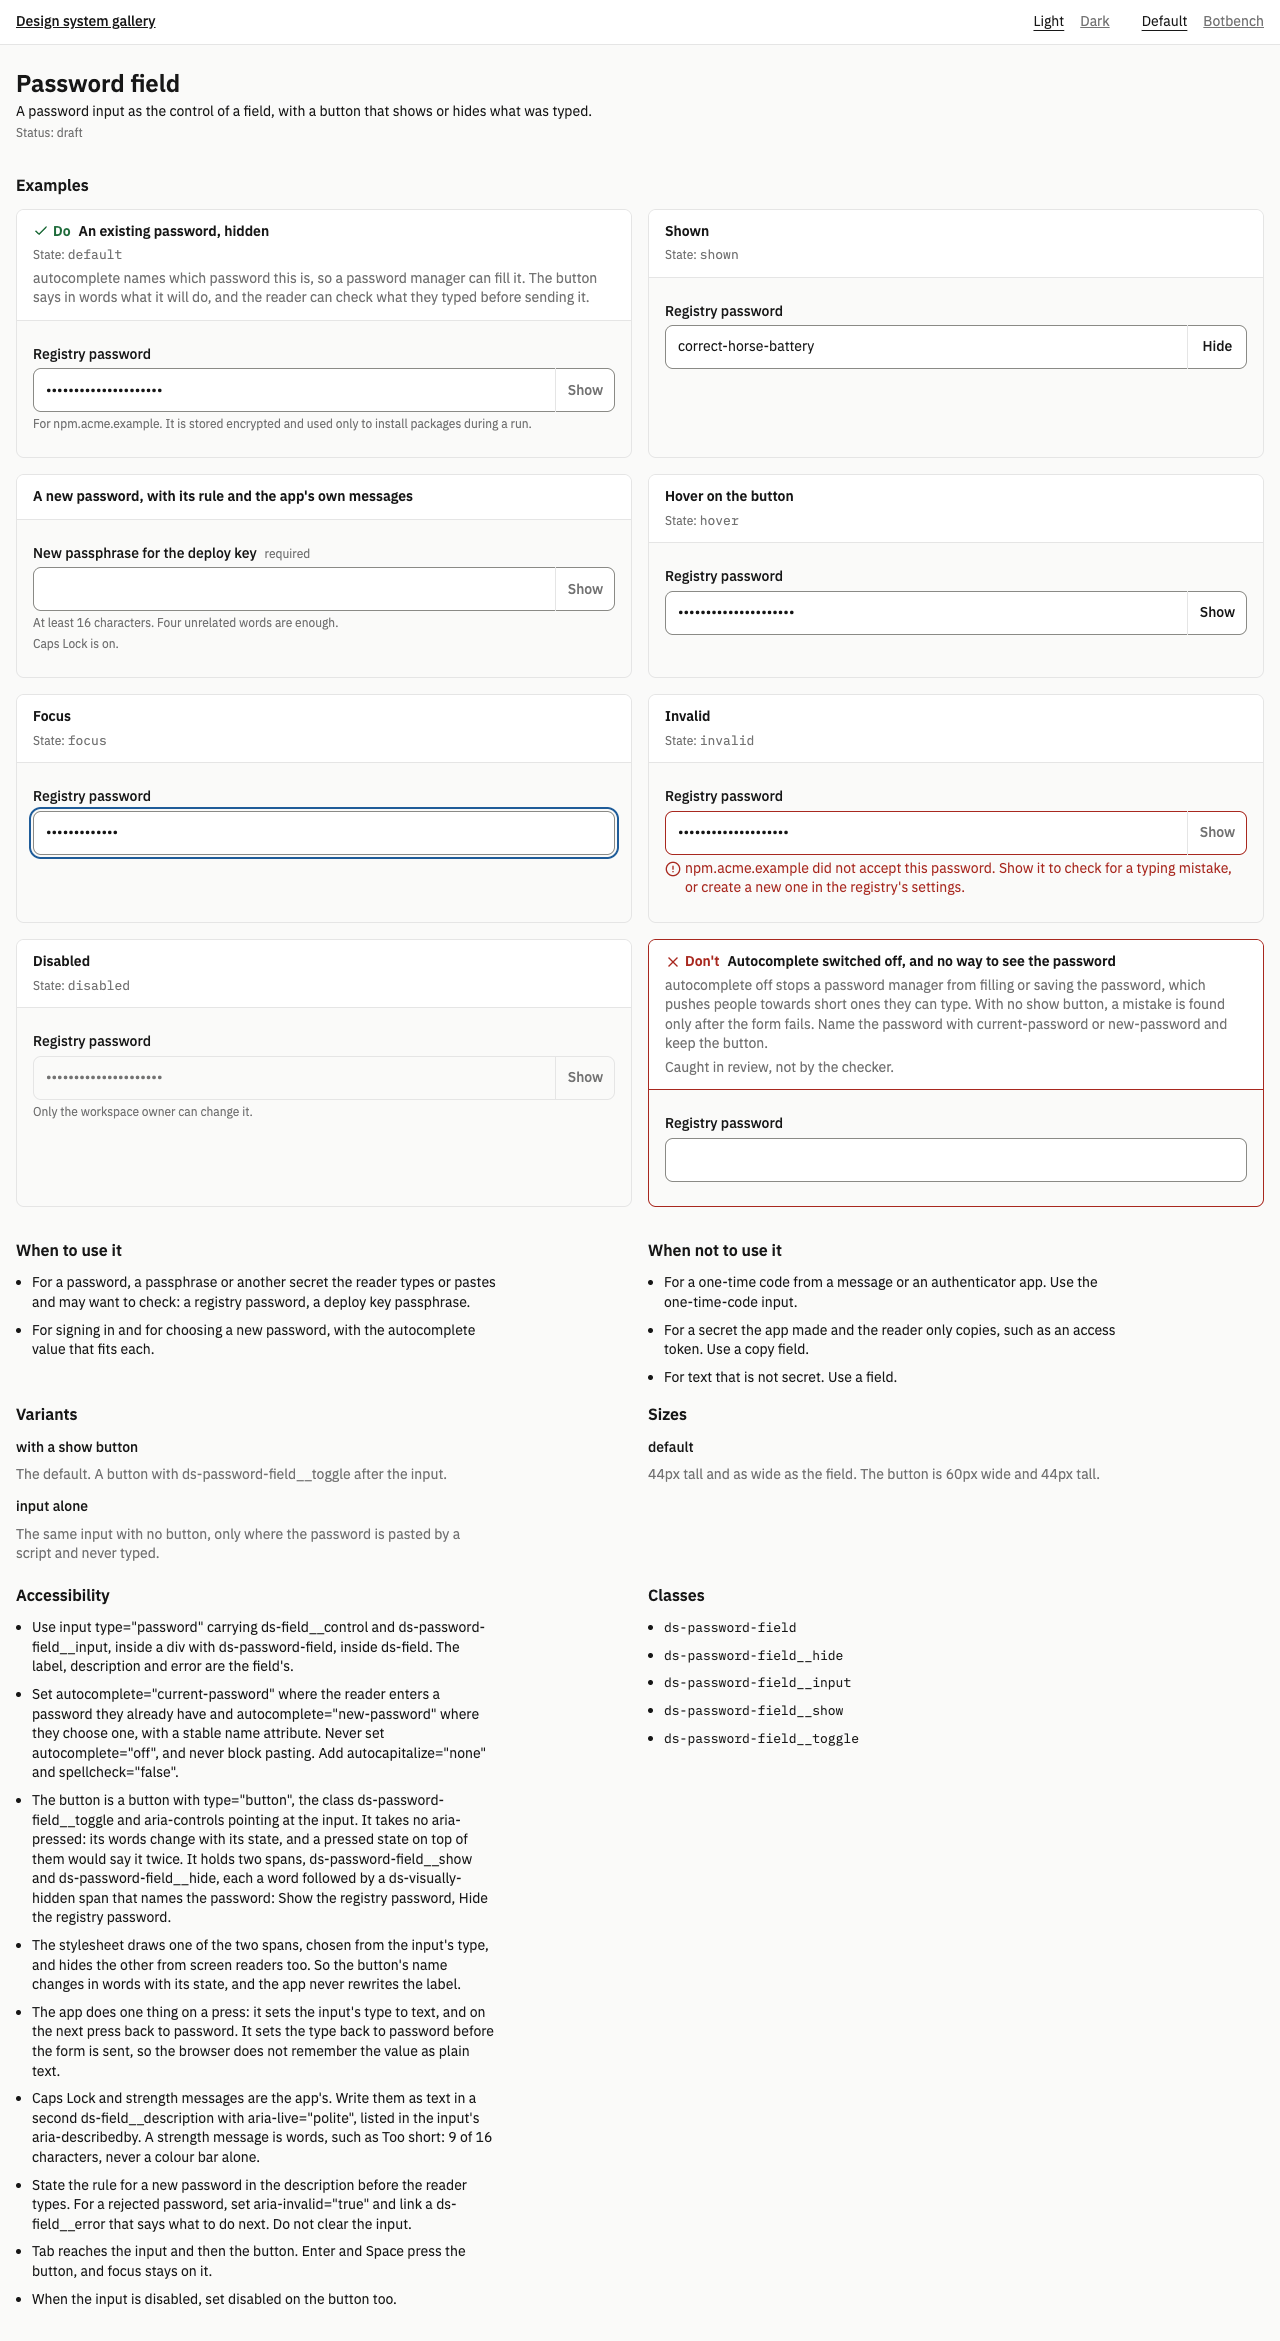 Design system gallery
Light Dark Default Botbench
Password field
A password input as the control of a field, with a button that shows or hides what was typed.
Status: draft
Examples
Do An existing password, hidden
State: default
autocomplete names which password this is, so a password manager can fill it. The button
says in words what it will do, and the reader can check what they typed before sending it.
Registry password
••••••••••••••••••••• Show
For npm.acme.example. It is stored encrypted and used only to install packages during a run.
Shown
State: shown
Registry password
correct-horse-battery Hide
A new password, with its rule and the app's own messages
New passphrase for the deploy key required
Show
At least 16 characters. Four unrelated words are enough.
Caps Lock is on.
Hover on the button
State: hover
Registry password
••••••••••••••••••••• Show
Focus
State: focus
Registry password
•••••••••••••
Invalid
State: invalid
Registry password
•••••••••••••••••••• Show
npm.acme.example did not accept this password. Show it to check for a typing mistake,
or create a new one in the registry's settings.
Disabled
State: disabled
Registry password
••••••••••••••••••••• Show
Only the workspace owner can change it.
Don't Autocomplete switched off, and no way to see the password
autocomplete off stops a password manager from filling or saving the password, which
pushes people towards short ones they can type. With no show button, a mistake is found
only after the form fails. Name the password with current-password or new-password and
keep the button.
Caught in review, not by the checker.
Registry password
When to use it
• For a password, a passphrase or another secret the reader types or pastes
and may want to check: a registry password, a deploy key passphrase.
• For signing in and for choosing a new password, with the autocomplete
value that fits each.
When not to use it
• For a one-time code from a message or an authenticator app. Use the
one-time-code input.
• For a secret the app made and the reader only copies, such as an access
token. Use a copy field.
• For text that is not secret. Use a field.
Variants
with a show button
The default. A button with ds-password-field__toggle after the input.
input alone
The same input with no button, only where the password is pasted by a
script and never typed.
Sizes
default
44px tall and as wide as the field. The button is 60px wide and 44px tall.
Accessibility
• Use input type="password" carrying ds-field__control and ds-password-
field__input, inside a div with ds-password-field, inside ds-field. The
label, description and error are the field's.
• Set autocomplete="current-password" where the reader enters a
password they already have and autocomplete="new-password" where
they choose one, with a stable name attribute. Never set
autocomplete="off", and never block pasting. Add autocapitalize="none"
and spellcheck="false".
• The button is a button with type="button", the class ds-password-
field__toggle and aria-controls pointing at the input. It takes no aria-
pressed: its words change with its state, and a pressed state on top of
them would say it twice. It holds two spans, ds-password-field__show
and ds-password-field__hide, each a word followed by a ds-visually-
hidden span that names the password: Show the registry password, Hide
the registry password.
• The stylesheet draws one of the two spans, chosen from the input's type,
and hides the other from screen readers too. So the button's name
changes in words with its state, and the app never rewrites the label.
• The app does one thing on a press: it sets the input's type to text, and on
the next press back to password. It sets the type back to password before
the form is sent, so the browser does not remember the value as plain
text.
• Caps Lock and strength messages are the app's. Write them as text in a
second ds-field__description with aria-live="polite", listed in the input's
aria-describedby. A strength message is words, such as Too short: 9 of 16
characters, never a colour bar alone.
• State the rule for a new password in the description before the reader
types. For a rejected password, set aria-invalid="true" and link a ds-
field__error that says what to do next. Do not clear the input.
• Tab reaches the input and then the button. Enter and Space press the
button, and focus stays on it.
• When the input is disabled, set disabled on the button too.
Classes
• ds-password-field
• ds-password-field__hide
• ds-password-field__input
• ds-password-field__show
• ds-password-field__toggle